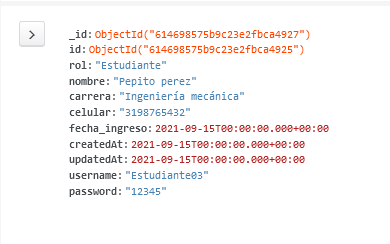 _id: ObjectId("614698575b9c23e2fbca4927")
id: ObjectId("614698575b9c23e2fbca4925")
rol: "Estudiante"
nombre: "Pepito perez"
carrera: "Ingeniería mecánica"
celular: "3198765432"
fecha_ingreso: 2021-09-15T00:00:00.000+00:00
createdAt: 2021-09-15T00:00:00.000+00:00
updatedAt: 2021-09-15T00:00:00.000+00:00
username: "Estudiante03"
password: "12345"